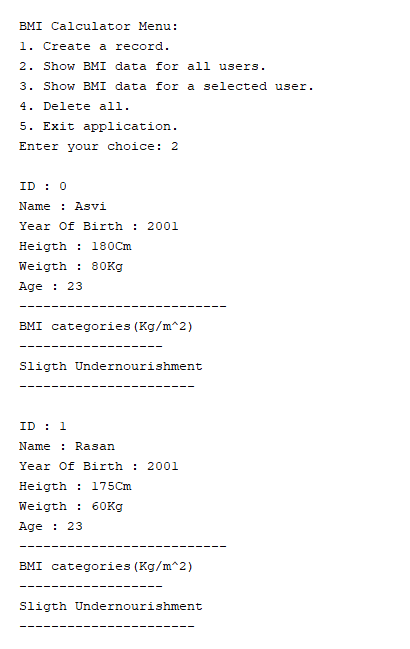 BMI Calculator Menu:
1. Create a record.
2. Show BMI data for all users.
3. Show BMI data for a selected user.
4. Delete all.
5. Exit application.
Enter your choice: 2
ID : 0
Name : Asvi
Year Of Birth : 2001
Heigth : 180Cm
Weigth : 80Kg
Age : 23
--------------------------
BMI categories(Kg/m^2)
------------------
Sligth Undernourishment
----------------------
ID : 1
Name : Rasan
Year Of Birth : 2001
Heigth : 175Cm
Weigth : 60Kg
Age : 23
--------------------------
BMI categories(Kg/m^2)
------------------
Sligth Undernourishment
----------------------